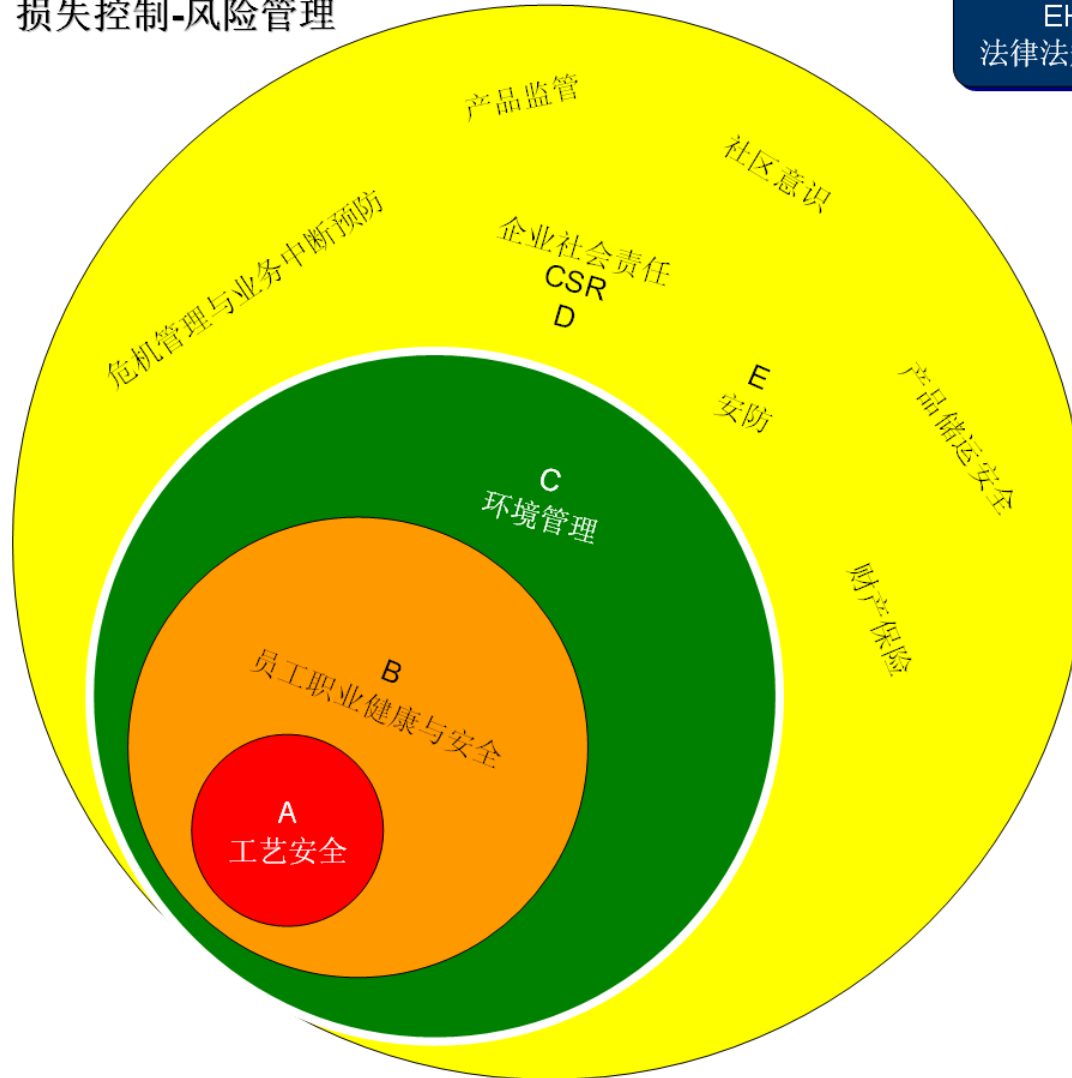 损失控制-风险管理
EH
法律法
产品监管
社区意识
危机管理与业务中断预防
企业社会责任
CSR
D
E
安防
产品储运安全
财产保险
C
环境管理
B
员工职业健康与安全
A
工艺安全